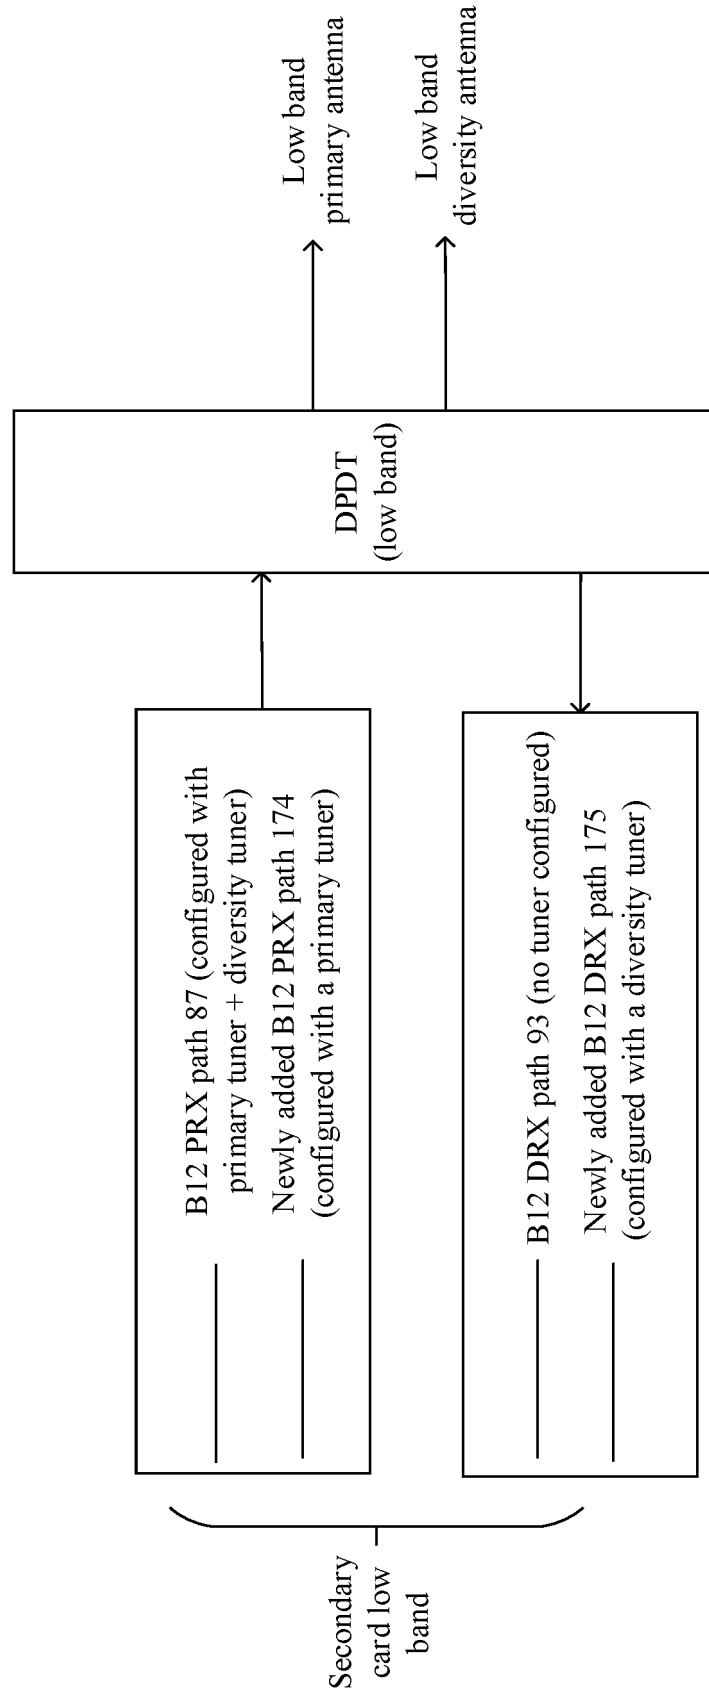 Secondary
card low
band
B12 PRX path 87 (configured with
primary tuner + diversity tuner)
Newly added B12 PRX path 174
(configured with a primary tuner)
B12 DRX path 93 (no tuner configured)
Newly added B12 DRX path 175
(configured with a diversity tuner)
DPDT
(low band)
Low band
primary antenna
Low band
diversity antenna